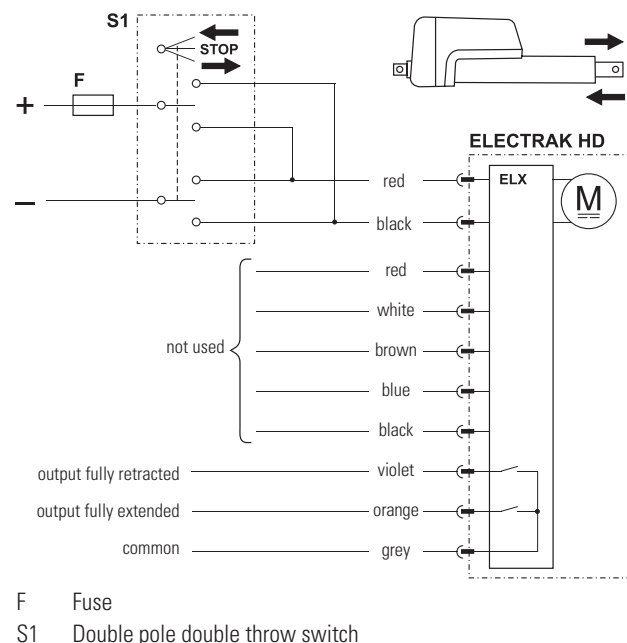 S1
STOP
F
+
−
ELECTRAK HD
ELX
M
red
black
red
white
not used
brown
blue
black
output fully retracted violet
output fully extended orange
common grey
F Fuse
S1 Double pole double throw switch